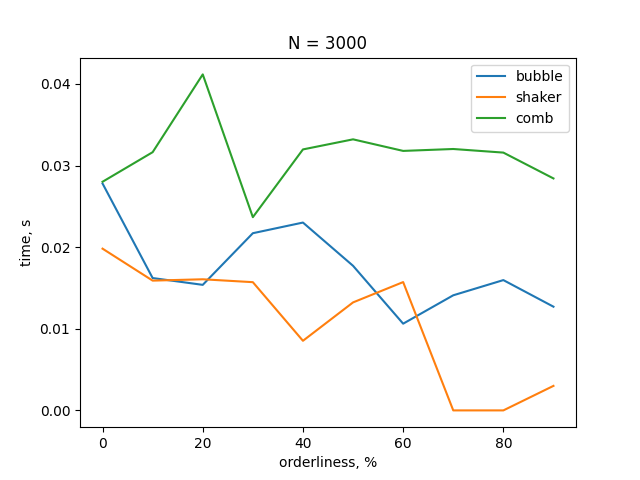 N = 3000
bubble
shaker
comb
0.04
0.03
0.02
0.01
0.00
time, s
0 20 40 60 80
orderliness, %